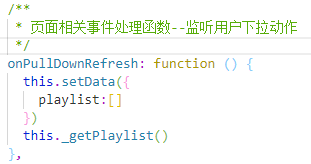 /**
 * 页面相关事件处理函数--监听用户下拉动作
 */
onPullDownRefresh: function () {
  this.setData({
    playlist:[]
  })
  this._getPlaylist()
},